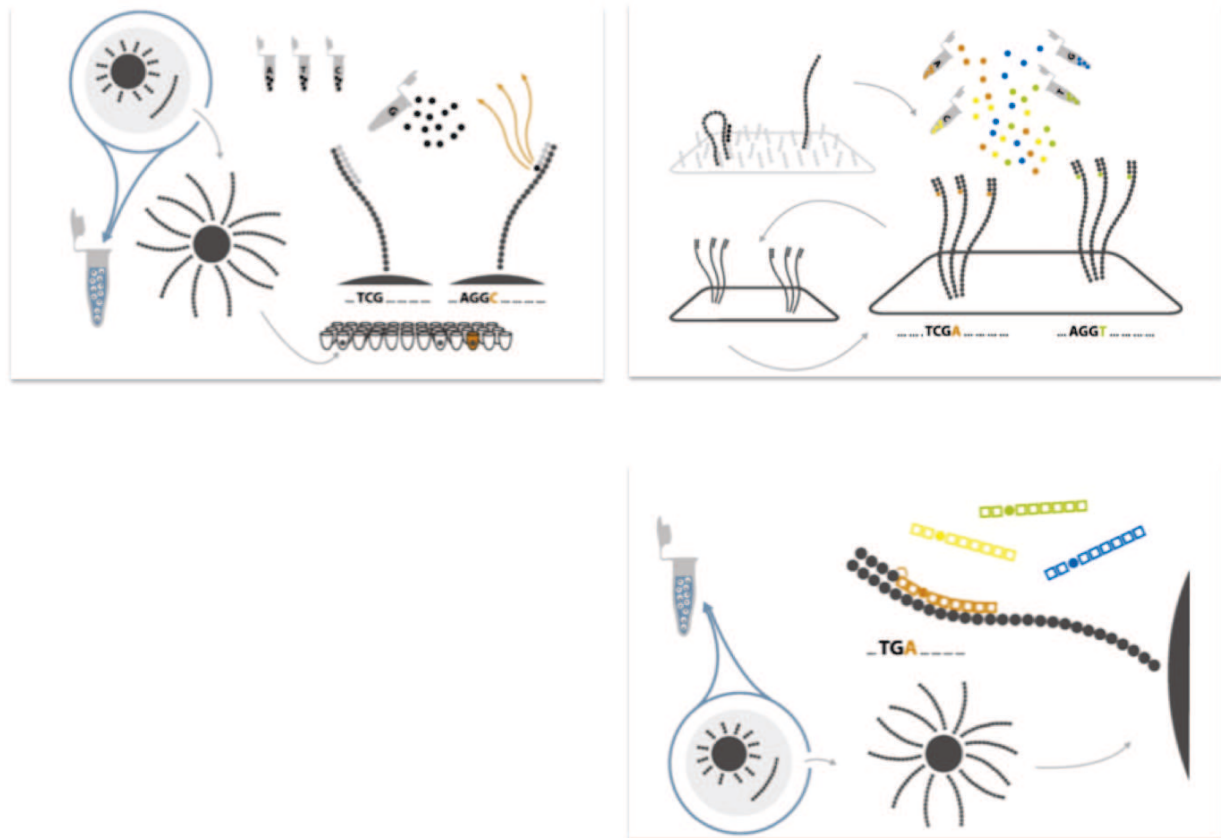 A T C
G
_ TCG _ _ _ _ _
_ AGGC _ _ _ _ _
A G
C T
... ... . TCGA ... ... ... ...
... ... AGGT ... ... ... ...
_ TGA _ _ _ _ _